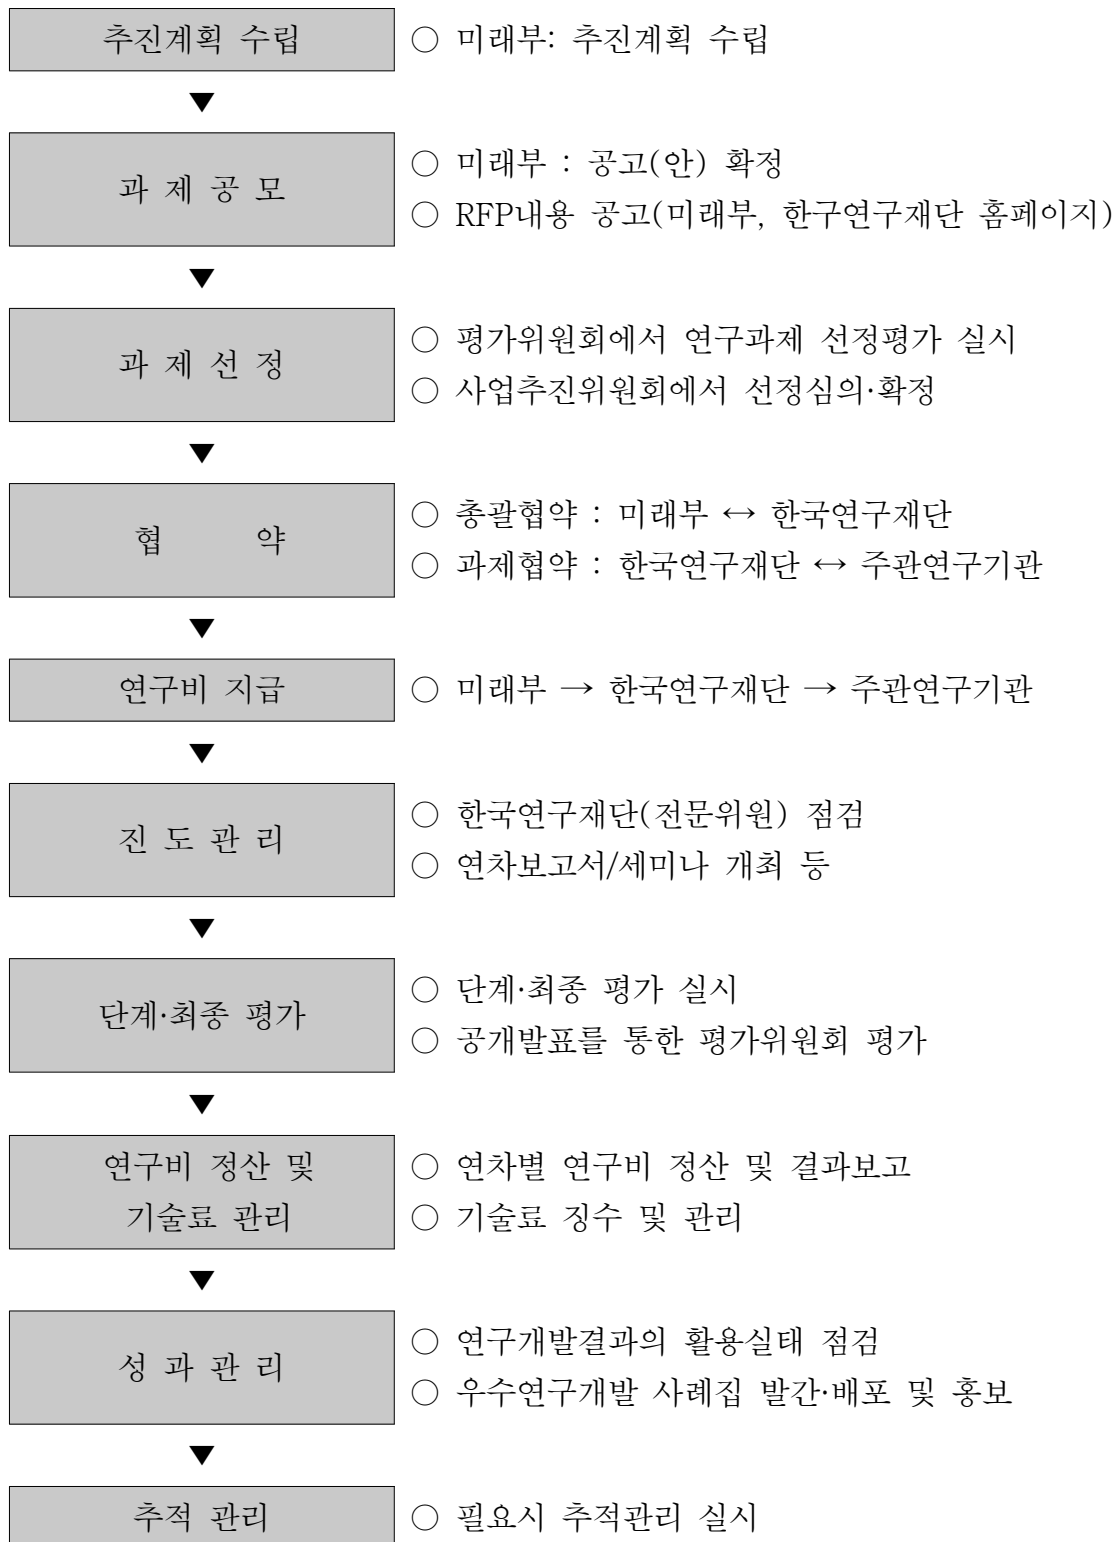 추진계획 수립
○ 미래부: 추진계획 수립
▼
과 제 공 모
○ 미래부 : 공고(안) 확정
○ RFP내용 공고(미래부, 한구연구재단 홈페이지)
▼
과 제 선 정
○ 평가위원회에서 연구과제 선정평가 실시
○ 사업추진위원회에서 선정심의·확정
▼
협 약
○ 총괄협약 : 미래부 ↔ 한국연구재단
○ 과제협약 : 한국연구재단 ↔ 주관연구기관
▼
연구비 지급
○ 미래부 → 한국연구재단 → 주관연구기관
▼
진 도 관 리
○ 한국연구재단(전문위원) 점검
○ 연차보고서/세미나 개최 등
▼
단계·최종 평가
○ 단계·최종 평가 실시
○ 공개발표를 통한 평가위원회 평가
▼
연구비 정산 및
기술료 관리
○ 연차별 연구비 정산 및 결과보고
○ 기술료 징수 및 관리
▼
성 과 관 리
○ 연구개발결과의 활용실태 점검
○ 우수연구개발 사례집 발간·배포 및 홍보
▼
추적 관리
○ 필요시 추적관리 실시